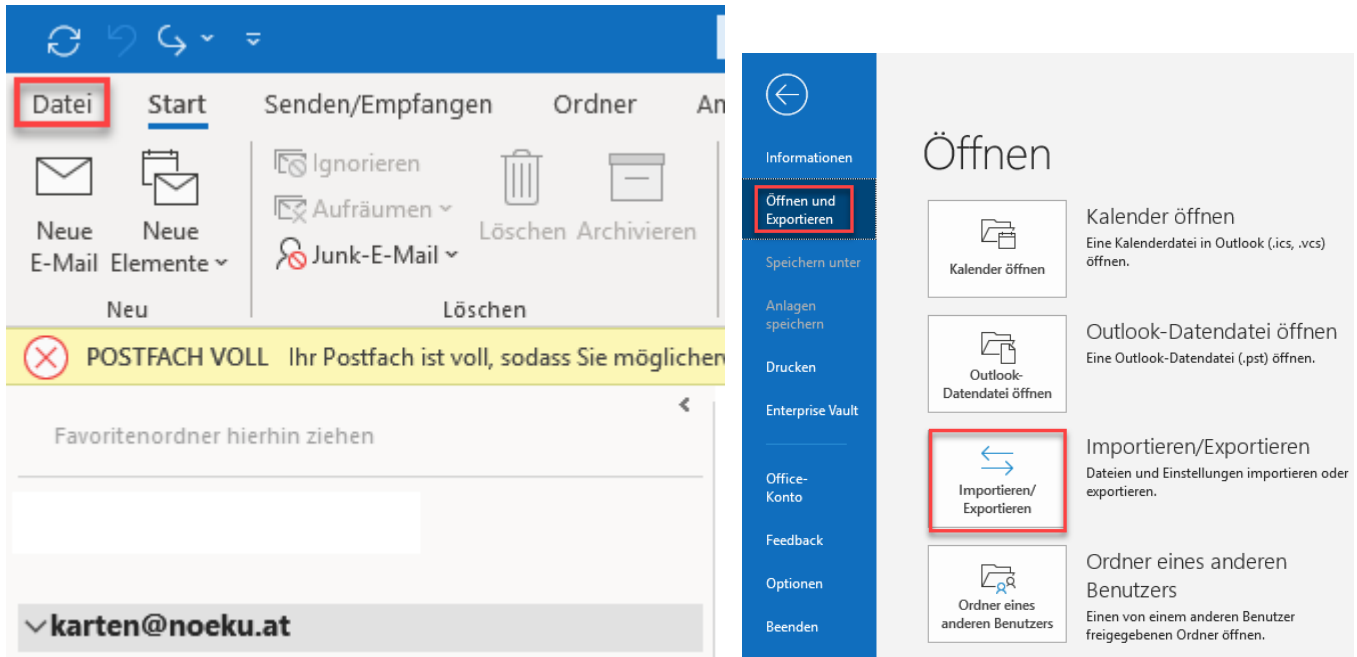 Datei Start Senden/Empfangen Ordner An
Ignorieren
Aufräumen
Junk-E-Mail
Neue
E-Mail
Neue
Elemente
Löschen Archivieren
Neu
Löschen
POSTFACH VOLL Ihr Postfach ist voll, sodass Sie möglicher
Favoritenordner hierhin ziehen
karten@noeku.at
Informationen
Öffnen und
Exportieren
Speichern unter
Anlagen
speichern
Drucken
Enterprise Vault
Office-
Konto
Feedback
Optionen
Beenden
Öffnen
Kalender öffnen
Kalender öffnen
Eine Kalenderdatei in Outlook (.ics, .vcs)
öffnen.
Outlook-
Datendatei öffnen
Outlook-Datendatei öffnen
Eine Outlook-Datendatei (.pst) öffnen.
Importieren/
Exportieren
Importieren/Exportieren
Dateien und Einstellungen importieren oder
exportieren.
Ordner eines
anderen Benutzers
Ordner eines anderen
Benutzers
Einen von einem anderen Benutzer
freigegebenen Ordner öffnen.